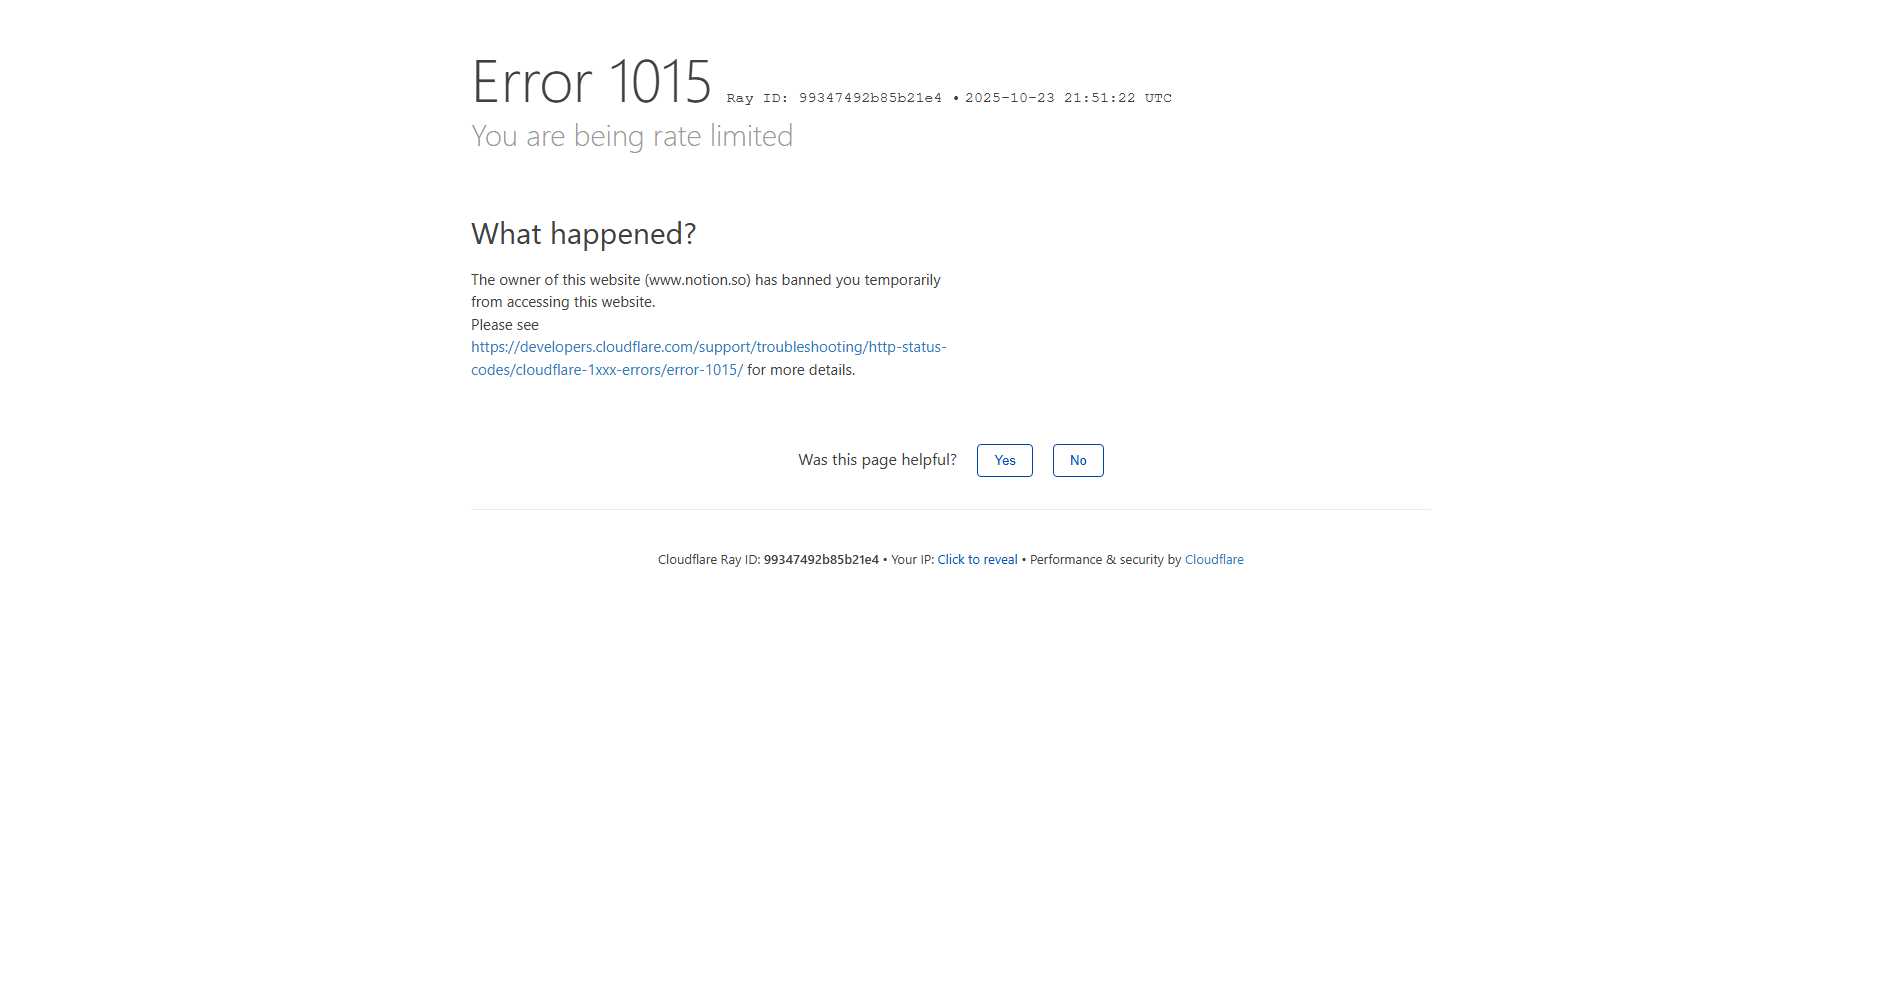 Error 1015 Ray ID: 99347492b85b21e4 • 2025-10-23 21:51:22 UTC
You are being rate limited
What happened?
The owner of this website (www.notion.so) has banned you temporarily
from accessing this website.
Please see
https://developers.cloudflare.com/support/troubleshooting/http-status-
codes/cloudflare-1xxx-errors/error-1015/ for more details.
Was this page helpful? Yes No
Cloudflare Ray ID: 99347492b85b21e4 • Your IP: Click to reveal • Performance & security by Cloudflare